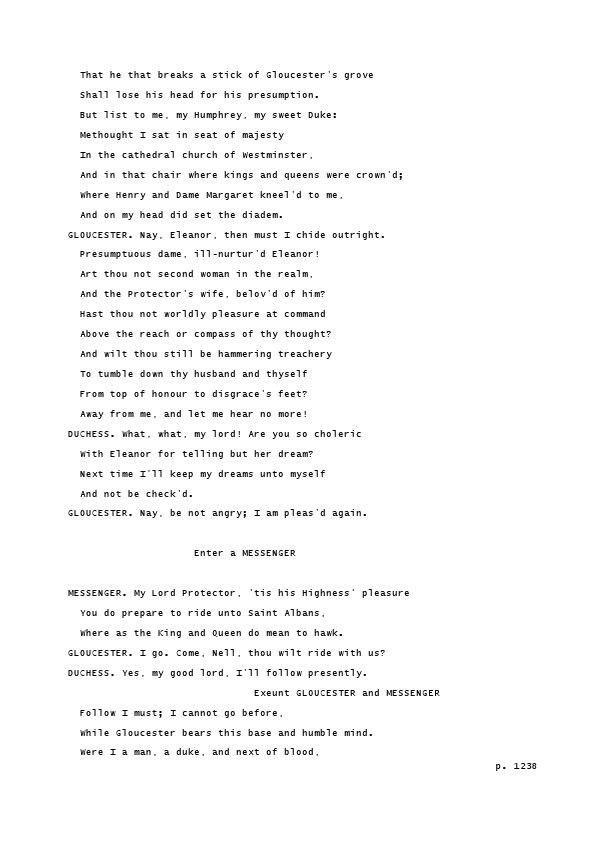 That he that breaks a stick of Gloucester's grove
Shall lose his head for his presumption.
But list to me, my Humphrey, my sweet Duke:
Methought I sat in seat of majesty
In the cathedral church of Westminster,
And in that chair where kings and queens were crown'd;
Where Henry and Dame Margaret kneel'd to me,
And on my head did set the diadem.
GLOUCESTER. Nay, Eleanor, then must I chide outright.
Presumptuous dame, ill-nurtur'd Eleanor!
Art thou not second woman in the realm,
And the Protector's wife, belov'd of him?
Hast thou not worldly pleasure at command
Above the reach or compass of thy thought?
And wilt thou still be hammering treachery
To tumble down thy husband and thyself
From top of honour to disgrace's feet?
Away from me, and let me hear no more!
DUCHESS. What, what, my lord! Are you so choleric
With Eleanor for telling but her dream?
Next time I'll keep my dreams unto myself
And not be check'd.
GLOUCESTER. Nay, be not angry; I am pleas'd again.
Enter a MESSENGER
MESSENGER. My Lord Protector, 'tis his Highness' pleasure
You do prepare to ride unto Saint Albans,
Where as the King and Queen do mean to hawk.
GLOUCESTER. I go. Come, Nell, thou wilt ride with us?
DUCHESS. Yes, my good lord, I'll follow presently.
Exeunt GLOUCESTER and MESSENGER
Follow I must; I cannot go before,
While Gloucester bears this base and humble mind.
Were I a man, a duke, and next of blood,
p. 1238